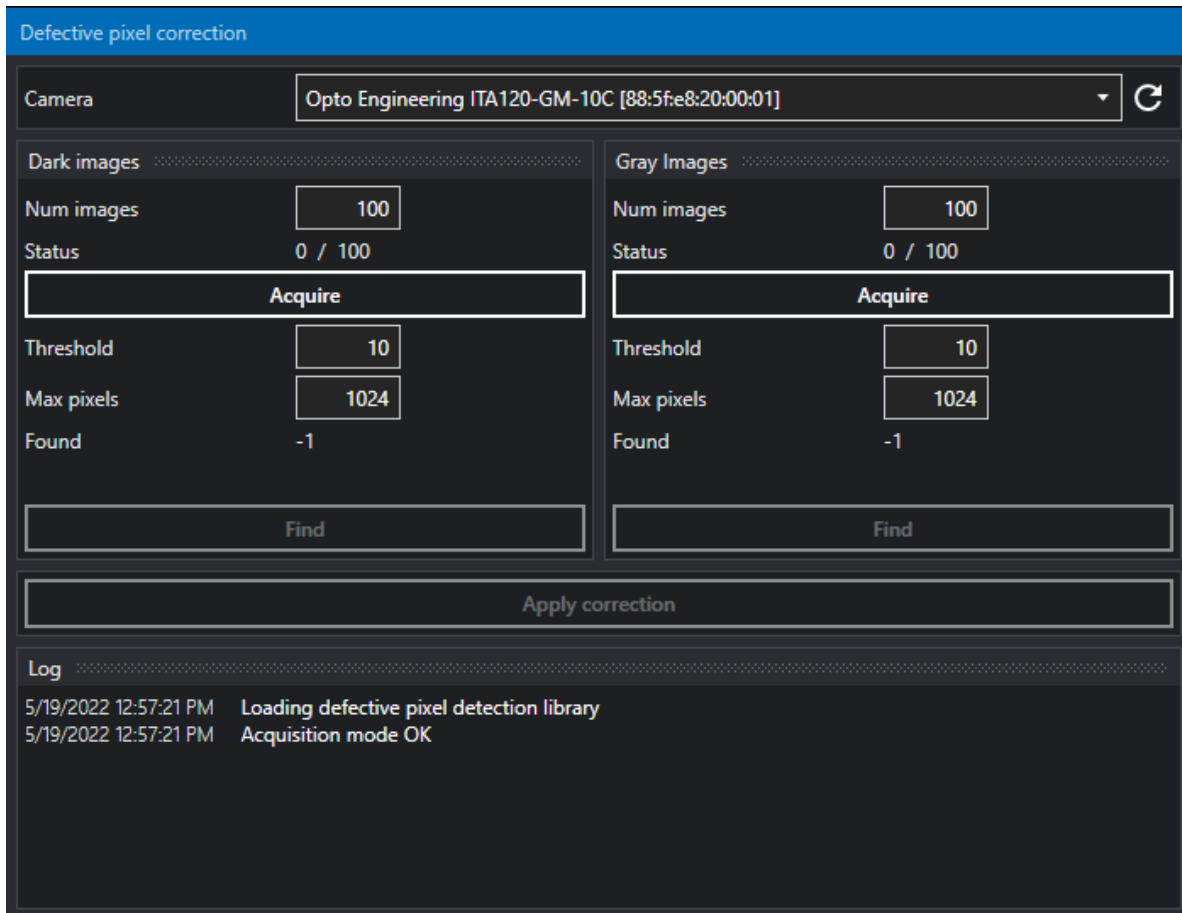 Defective pixel correction
Camera Opto Engineering ITA120-GM-10C [88:5f:e8:20:00:01]
Dark images
Num images 100
Status 0 / 100
Acquire
Threshold 10
Max pixels 1024
Found -1
Find
Gray Images
Num images 100
Status 0 / 100
Acquire
Threshold 10
Max pixels 1024
Found -1
Find
Apply correction
Log
5/19/2022 12:57:21 PM Loading defective pixel detection library
5/19/2022 12:57:21 PM Acquisition mode OK